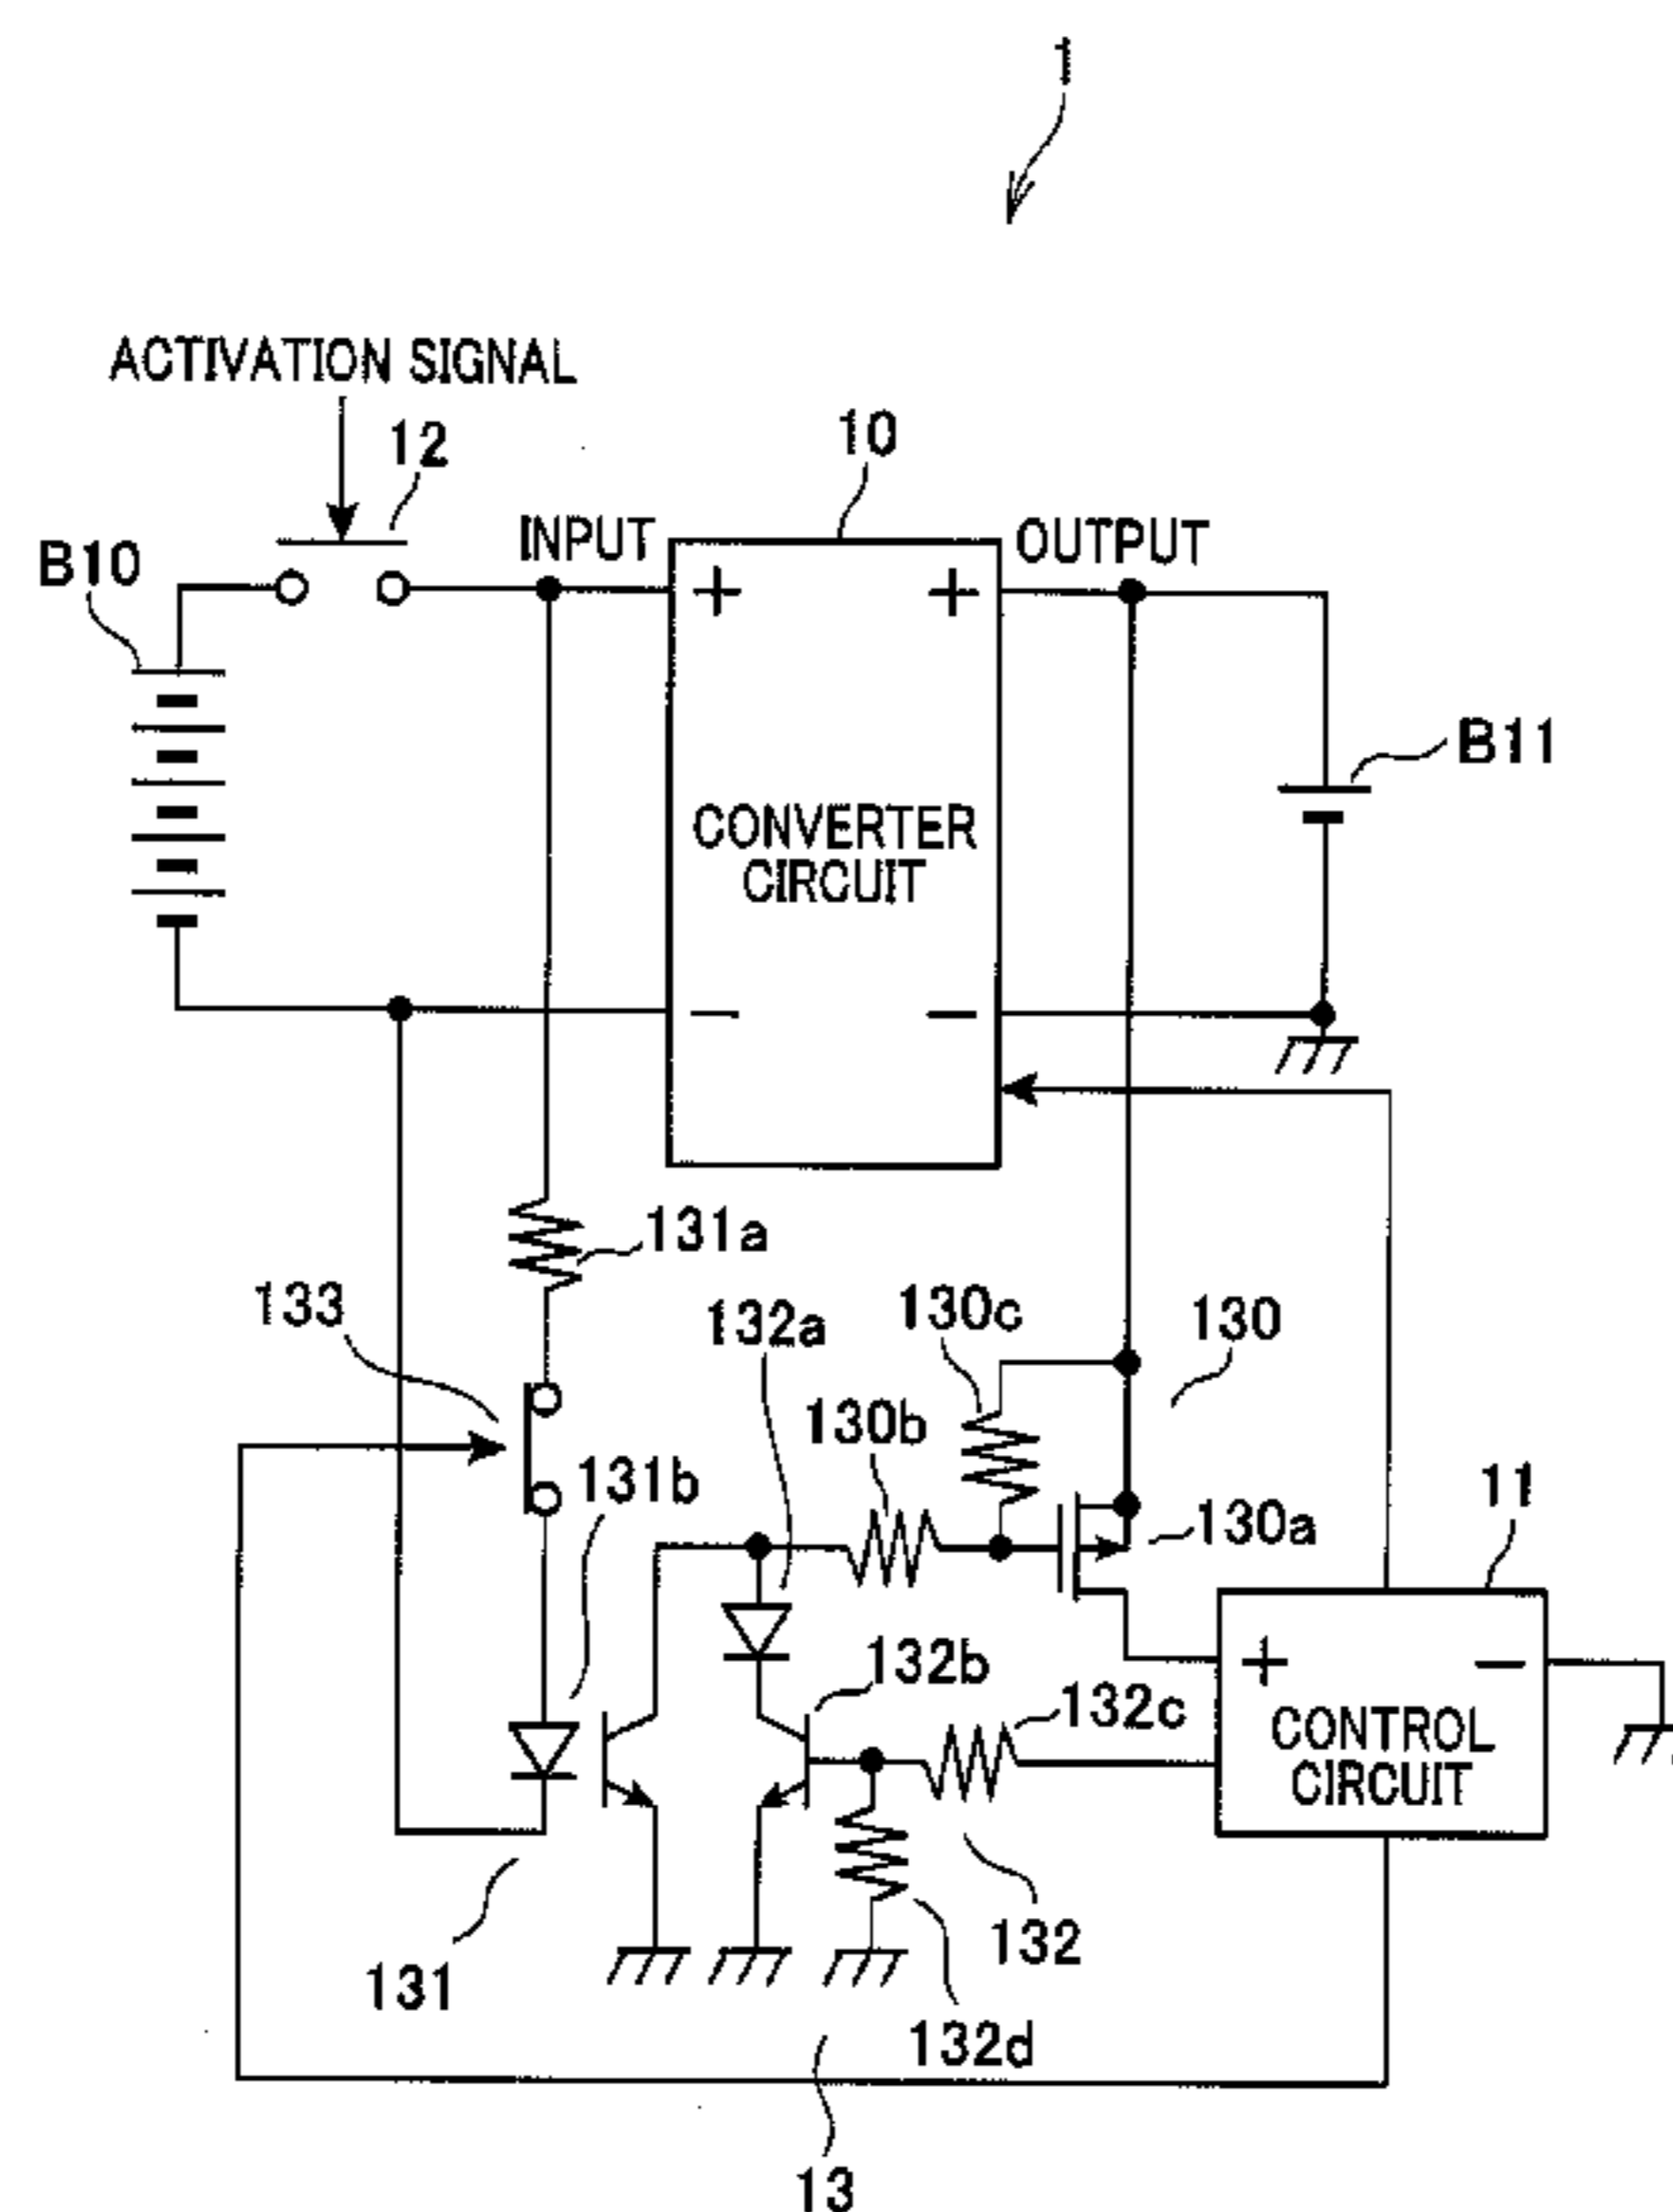 1
ACTIVATION SIGNAL
12
10
B10
INPUT
OUTPUT
+
+
B11
CONVERTER
CIRCUIT
−
−
131a
133
132a
130c
130
130b
131b
11
130a
132b
+
−
132c
CONTROL
CIRCUIT
132
131
132d
13